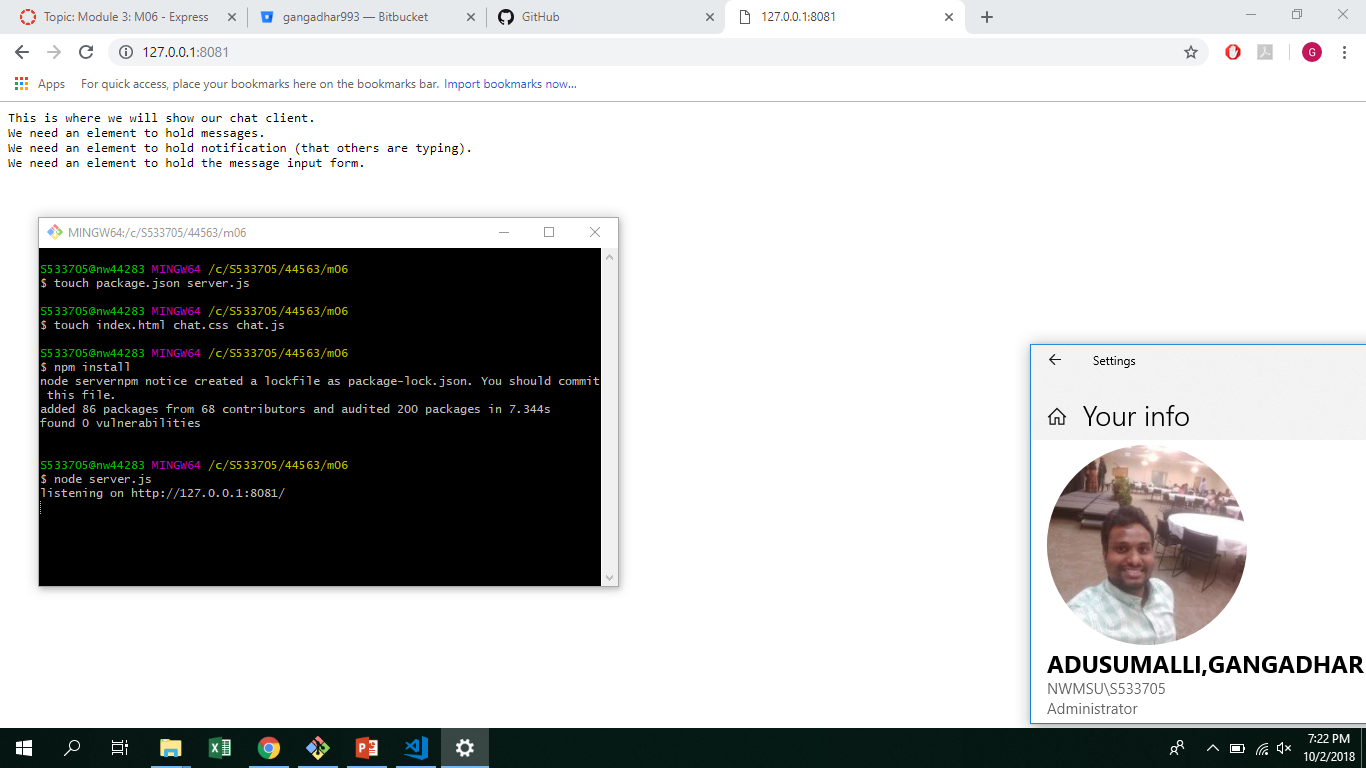 Topic: Module 3: M06 - Express
gangadhar993 — Bitbucket
GitHub
127.0.0.1:8081
127.0.0.1:8081
G
Apps
For quick access, place your bookmarks here on the bookmarks bar. Import bookmarks now...
This is where we will show our chat client.
We need an element to hold messages.
We need an element to hold notification (that others are typing).
We need an element to hold the message input form.
MINGW64:/c/S533705/44563/m06
S533705@nw44283 MINGW64 /c/S533705/44563/m06
$ touch package.json server.js
S533705@nw44283 MINGW64 /c/S533705/44563/m06
$ touch index.html chat.css chat.js
S533705@nw44283 MINGW64 /c/S533705/44563/m06
$ npm install
node servernpm notice created a lockfile as package-lock.json. You should commit
this file.
added 86 packages from 68 contributors and audited 200 packages in 7.344s
found 0 vulnerabilities
S533705@nw44283 MINGW64 /c/S533705/44563/m06
$ node server.js
listening on http://127.0.0.1:8081/
Settings
Your info
ADUSUMALLI,GANGADHAR
NWMSU\S533705
Administrator
7:22 PM
10/2/2018